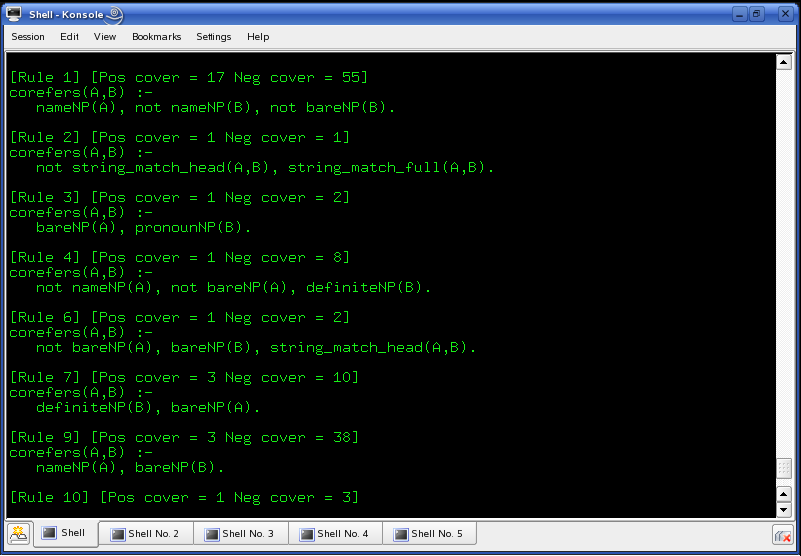 Shell - Konsole
Session Edit View Bookmarks Settings Help
[Rule 1] [Pos cover = 17 Neg cover = 55]
corefers(A,B) :-
nameNP(A), not nameNP(B), not bareNP(B).
[Rule 2] [Pos cover = 1 Neg cover = 1]
corefers(A,B) :-
not string_match_head(A,B), string_match_full(A,B).
[Rule 3] [Pos cover = 1 Neg cover = 2]
corefers(A,B) :-
bareNP(A), pronounNP(B).
[Rule 4] [Pos cover = 1 Neg cover = 8]
corefers(A,B) :-
not nameNP(A), not bareNP(A), definiteNP(B).
[Rule 6] [Pos cover = 1 Neg cover = 2]
corefers(A,B) :-
not bareNP(A), bareNP(B), string_match_head(A,B).
[Rule 7] [Pos cover = 3 Neg cover = 10]
corefers(A,B) :-
definiteNP(B), bareNP(A).
[Rule 9] [Pos cover = 3 Neg cover = 38]
corefers(A,B) :-
nameNP(A), bareNP(B).
[Rule 10] [Pos cover = 1 Neg cover = 3]
Shell Shell No. 2 Shell No. 3 Shell No. 4 Shell No. 5